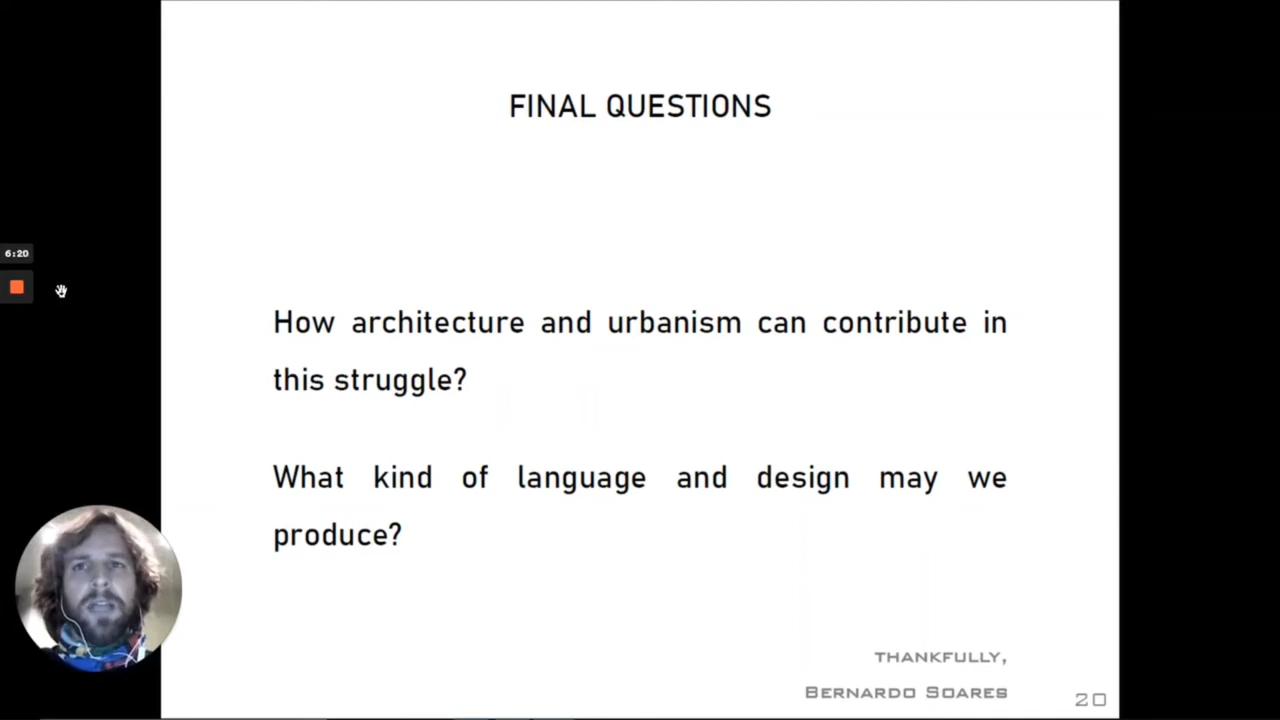 FINAL QUESTIONS
6:20
How architecture and urbanism can contribute in
this struggle?
What kind of language and design may we
produce?
THANKFULLY,
BERNARDO SOARES
20